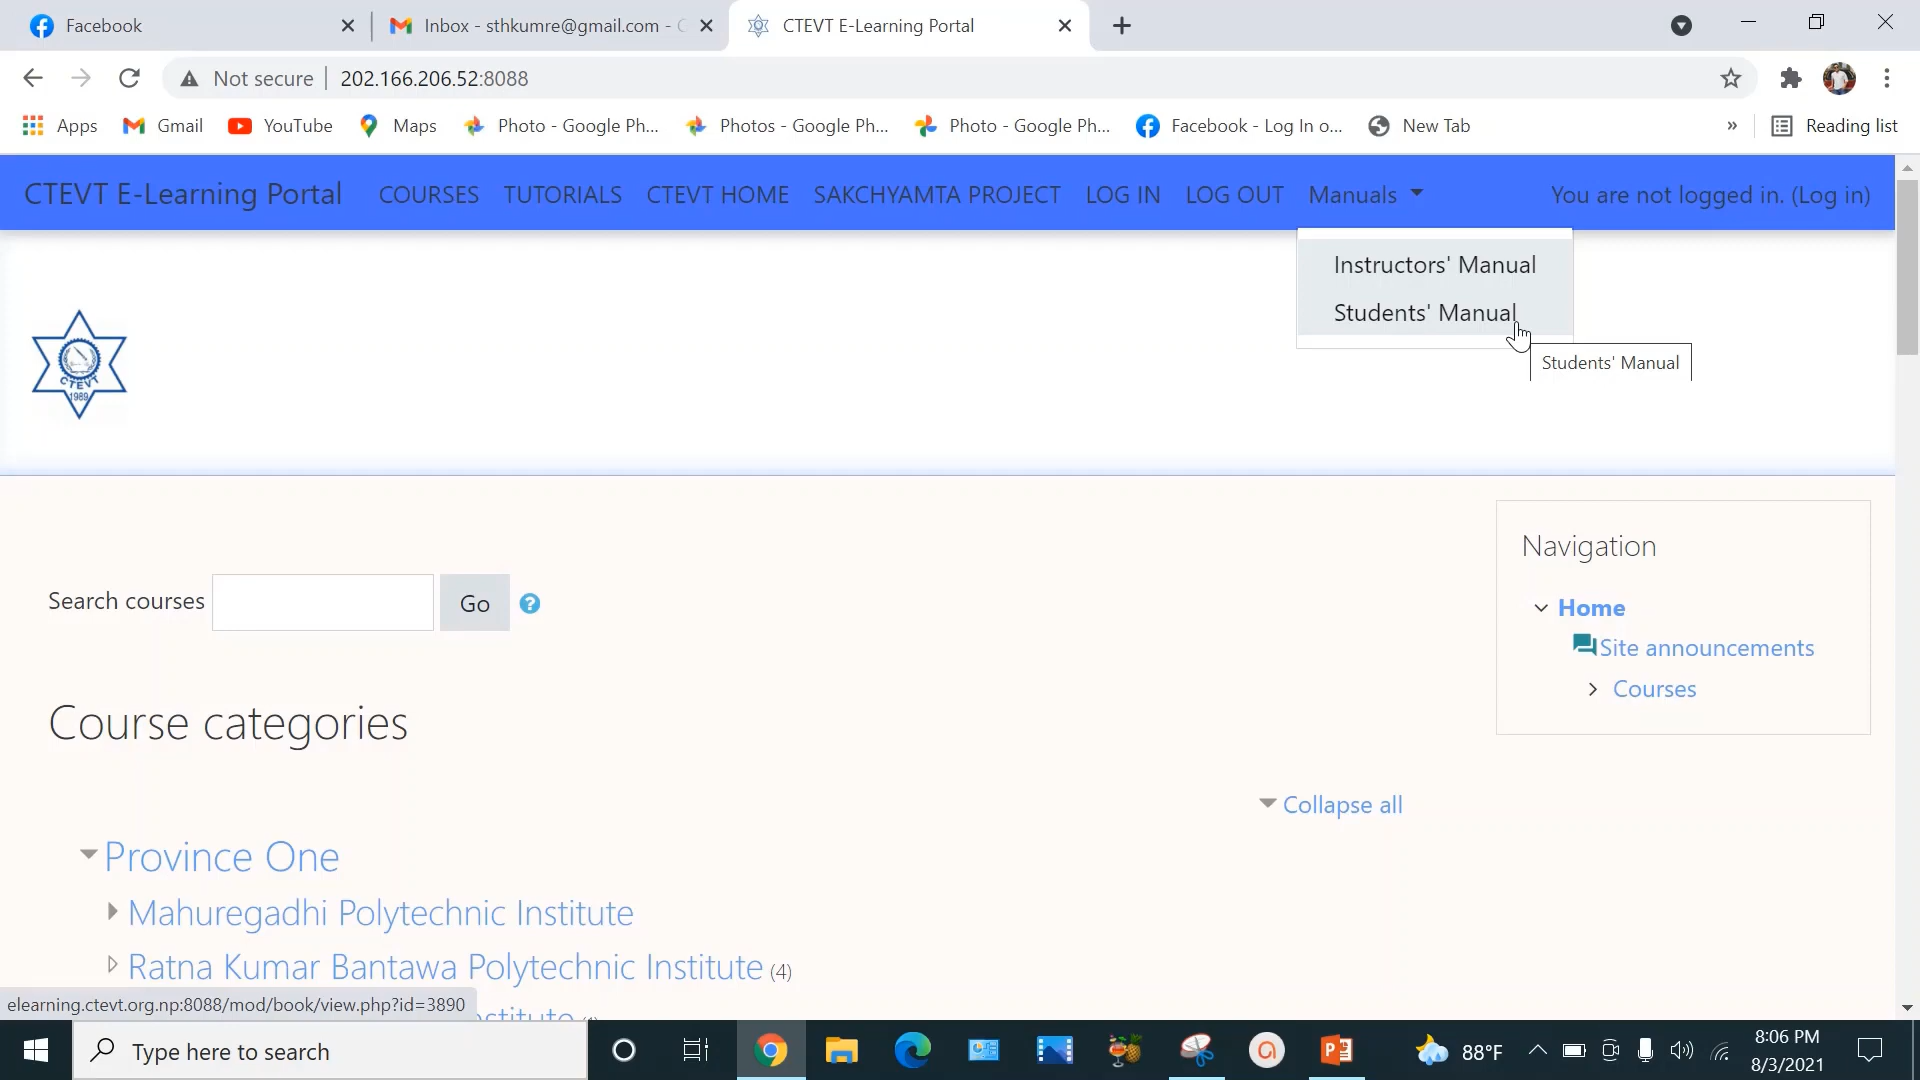 Facebook
Inbox - sthkumre@gmail.com - C
CTEVT E-Learning Portal
Not secure | 202.166.206.52:8088
Apps
Gmail
YouTube
Maps
Photo - Google Ph...
Photos - Google Ph...
Photo - Google Ph...
Facebook - Log In o...
New Tab
»
Reading list
CTEVT E-Learning Portal
COURSES
TUTORIALS
CTEVT HOME
SAKCHYAMTA PROJECT
LOG IN
LOG OUT
Manuals
You are not logged in. (Log in)
Instructors' Manual
Students' Manual
Students' Manual
CTEVT
1989
Navigation
Home
Site announcements
Courses
Search courses
Go
?
Course categories
Collapse all
Province One
Mahuregadhi Polytechnic Institute
Ratna Kumar Bantawa Polytechnic Institute (4)
elearning.ctevt.org.np:8088/mod/book/view.php?id=3890
Type here to search
88°F
8:06 PM
8/3/2021